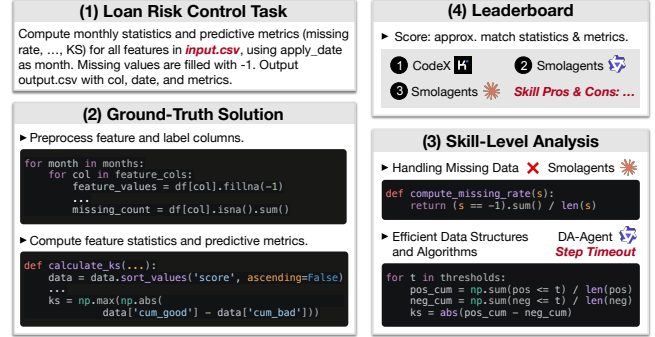 (1) Loan Risk Control Task
Compute monthly statistics and predictive metrics (missing
rate, ..., KS) for all features in input.csv, using apply_date
as month. Missing values are filled with -1. Output
output.csv with col, date, and metrics.
(2) Ground-Truth Solution
▸ Preprocess feature and label columns.
for month in months:
    for col in feature_cols:
        feature_values = df[col].fillna(-1)
        ...
        missing_count = df[col].isna().sum()
▸ Compute feature statistics and predictive metrics.
def calculate_ks(...):
    data = data.sort_values('score', ascending=False)
    ...
    ks = np.max(np.abs(
            data['cum_good'] - data['cum_bad']))
(4) Leaderboard
▸ Score: approx. match statistics & metrics.
1 CodeX K 2 Smolagents
3 Smolagents Skill Pros & Cons: ...
(3) Skill-Level Analysis
▸ Handling Missing Data ✗ Smolagents
def compute_missing_rate(s):
    return (s == -1).sum() / len(s)
▸ Efficient Data Structures DA-Agent
and Algorithms Step Timeout
for t in thresholds:
    pos_cum = np.sum(pos <= t) / len(pos)
    neg_cum = np.sum(neg <= t) / len(neg)
    ks = abs(pos_cum - neg_cum)